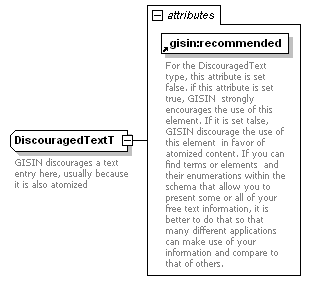 attributes
gisin:recommended
For the DiscouragedText
type, this attribute is set
false. if this attribute is set
true, GISIN strongly
encourages the use of this
element. If it is set talse,
GISIN discourage the use of
this element in favor of
atomized content. If you can
find terms or elements and
their enumerations within the
schema that allow you to
present some or all of your
free text information, it is
better to do that so that
many different applications
can make use of your
information and compare to
that of others.
DiscouragedTextT
GISIN discourages a text
entry here, usually because
it is also atomized